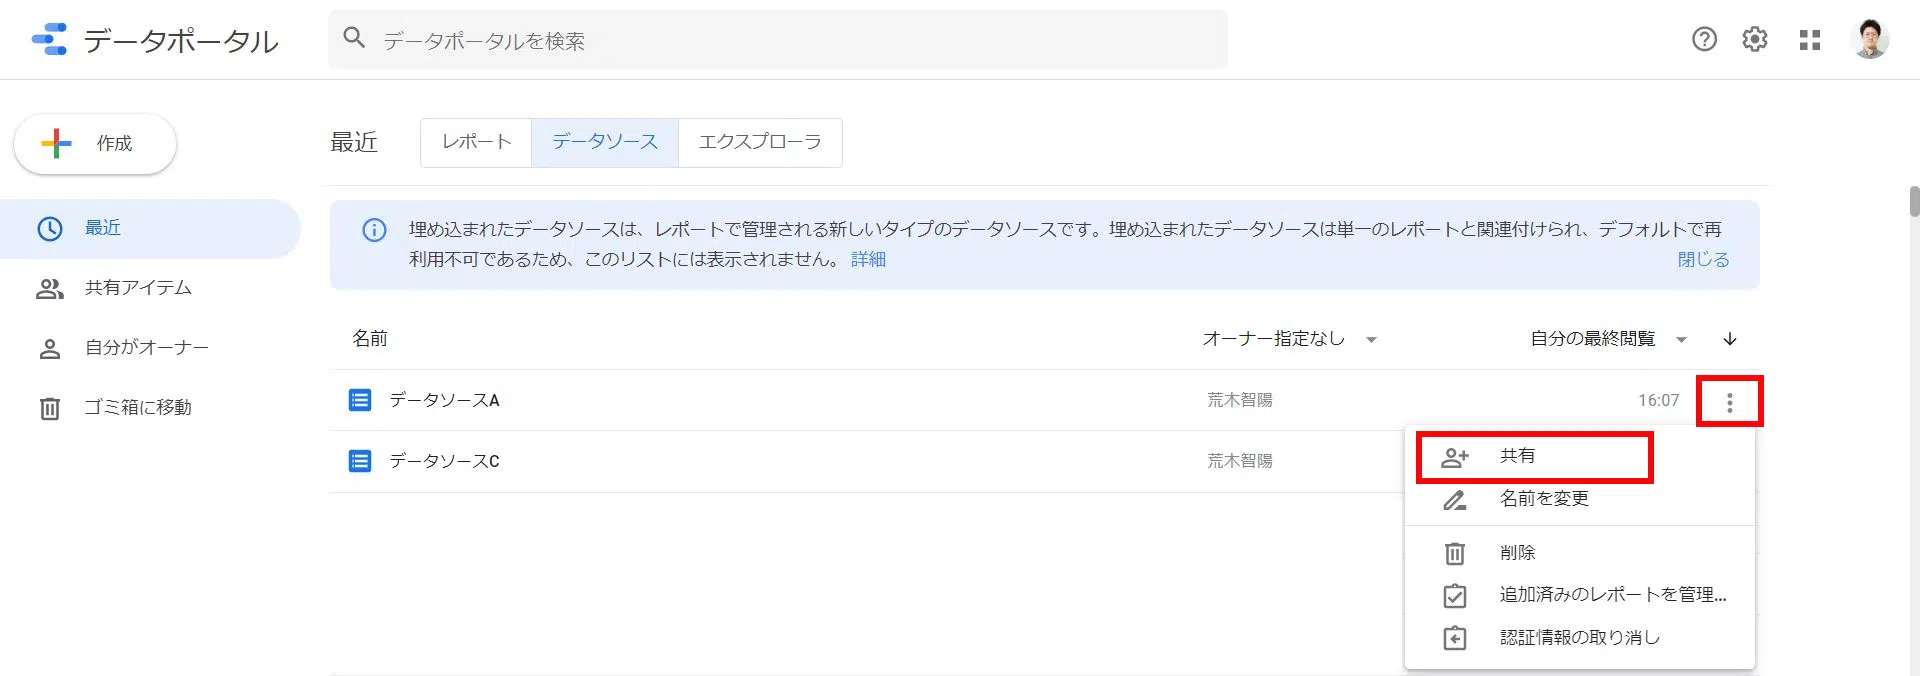 データポータル
データポータルを検索
作成
最近
共有アイテム
自分がオーナー
ゴミ箱に移動
最近
レポート
データソース
エクスプローラ
埋め込まれたデータソースは、レポートで管理される新しいタイプのデータソースです。埋め込まれたデータソースは単一のレポートと関連付けられ、デフォルトで再
利用不可であるため、このリストには表示されません。 詳細
閉じる
名前
オーナー指定なし
自分の最終閲覧
データソースA
荒木智陽
16:07
データソースC
荒木智陽
共有
名前を変更
削除
追加済みのレポートを管理...
認証情報の取り消し